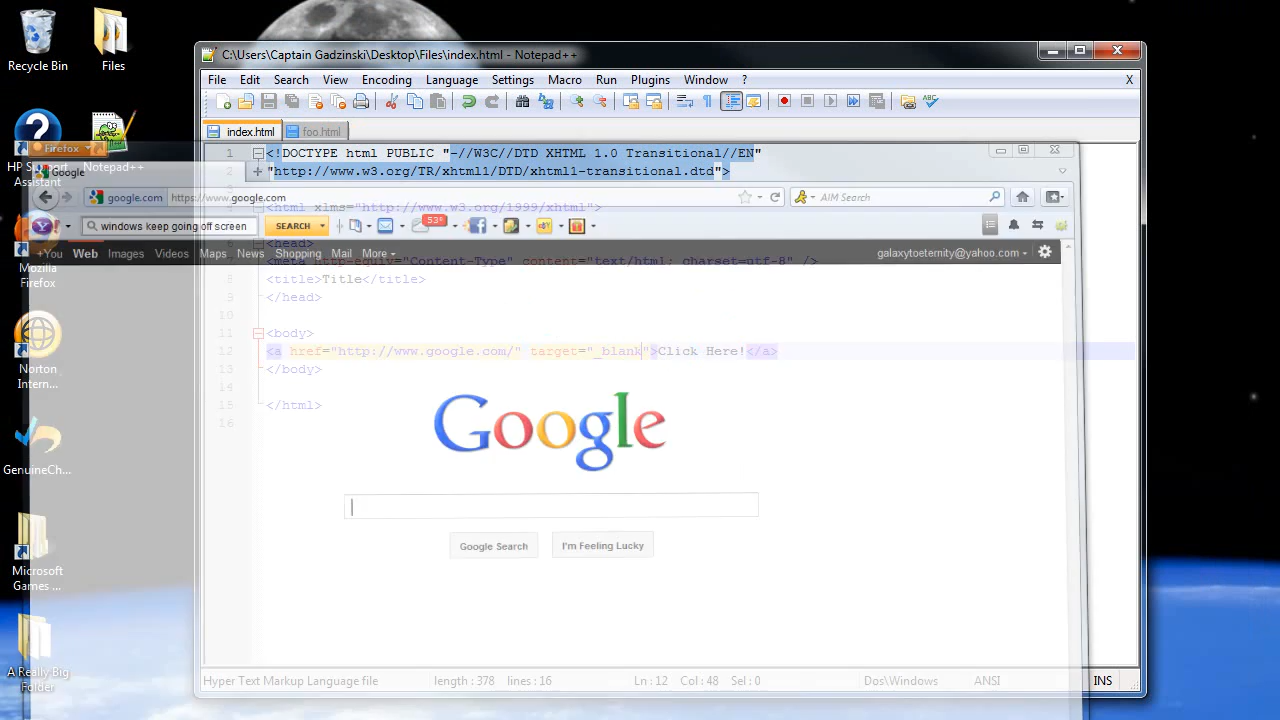 Recycle Bin
Files
C:\Users\Captain Gadzinski\Desktop\Files\index.html - Notepad++
File Edit Search View Encoding Language Settings Macro Run Plugins Window ? X
index.html foo.html
HP Support Assistant
Notepad++
Firefox
Google
1 <!DOCTYPE html PUBLIC "-//W3C//DTD XHTML 1.0 Transitional//EN"
2 "http://www.w3.org/TR/xhtml1/DTD/xhtml1-transitional.dtd">
google.com https://www.google.com
AIM Search
<html xlms="http://www.w3.org/1999/xhtml">
windows keep going off screen SEARCH 53°
6 <head>
+You Web Images Videos Maps News Shopping Mail More
galaxytoeternity@yahoo.com
<meta http-equiv="Content-Type" content="text/html; charset=utf-8" />
8 <title>Title</title>
9 </head>
10
11 <body>
12 <a href="http://www.google.com/" target="_blank">Click Here!</a>
13 </body>
14
15 </html>
16
Mozilla Firefox
Norton Intern...
GenuineCh...
Microsoft Games ...
A Really Big Folder
Google
Google Search
I'm Feeling Lucky
Hyper Text Markup Language file length : 378 lines : 16 Ln : 12 Col : 48 Sel : 0 Dos\Windows ANSI INS